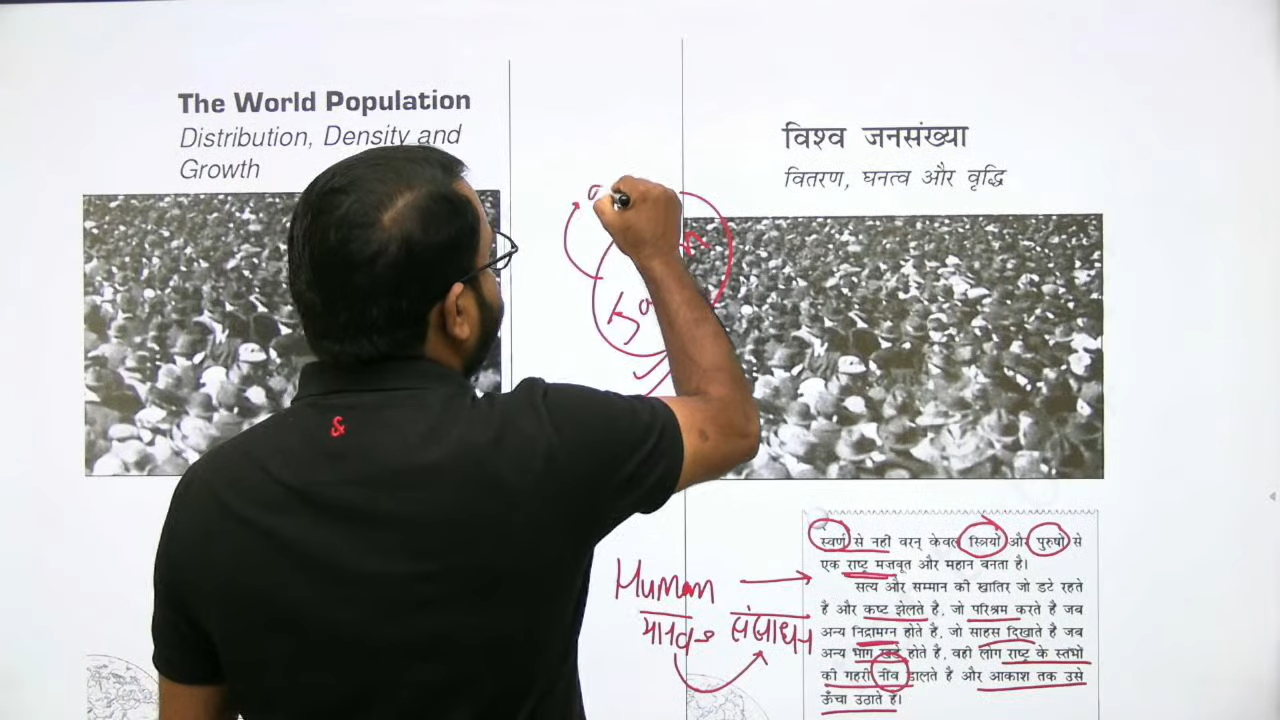 The World Population
Distribution, Density and
Growth
विश्व जनसंख्या
वितरण, घनत्व और वृद्धि
स्वर्ण से नहीं वरन् केवल स्त्रियों और पुरुषों से
एक राष्ट्र मजबूत और महान बनता है।
सत्य और सम्मान की खातिर जो डटे रहते
हैं और कष्ट झेलते है, जो परिश्रम करते है जब
अन्य निद्रामग्न होते है, जो साहस दिखाते है जब
अन्य भाग खड़े होते है, वही लोग राष्ट्र के स्तंभों
की गहरी नींव डालते है और आकाश तक उसे
ऊँचा उठाते है।
Human
मानव संसाधन